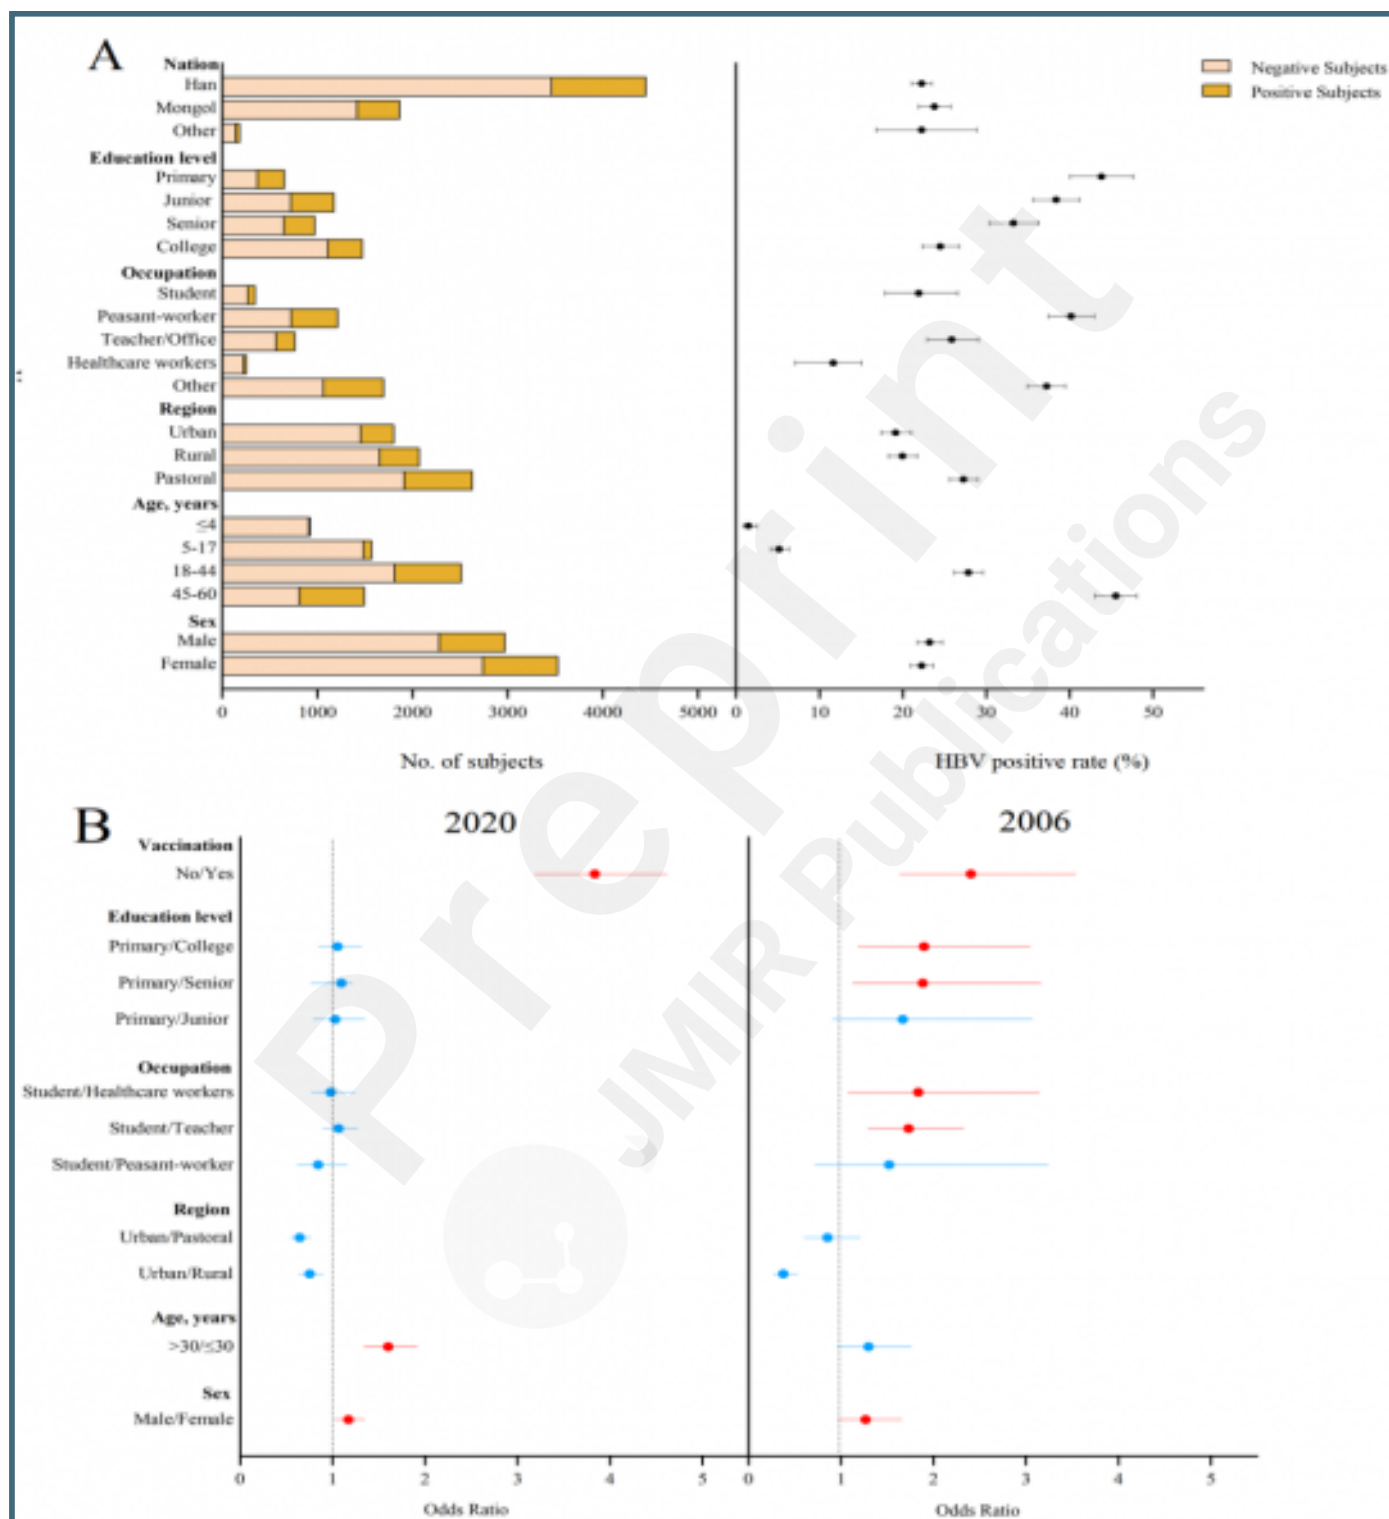 A
Nation
Han
Mongol
Other
Education level
Primary
Junior
Senior
College
Occupation
Student
Peasant-worker
Teacher/Office
Healthcare workers
Other
Region
Urban
Rural
Pastoral
Age, years
≤4
5-17
18-44
45-60
Sex
Male
Female
0 1000 2000 3000 4000 5000
No. of subjects
0 10 20 30 40 50
HBV positive rate (%)
Negative Subjects
Positive Subjects
B
2020
2006
Vaccination
No/Yes
Education level
Primary/College
Primary/Senior
Primary/Junior
Occupation
Student/Healthcare workers
Student/Teacher
Student/Peasant-worker
Region
Urban/Pastoral
Urban/Rural
Age, years
>30/≤30
Sex
Male/Female
0 1 2 3 4 5
Odds Ratio
0 1 2 3 4 5
Odds Ratio
Preprint
JMIR Publications